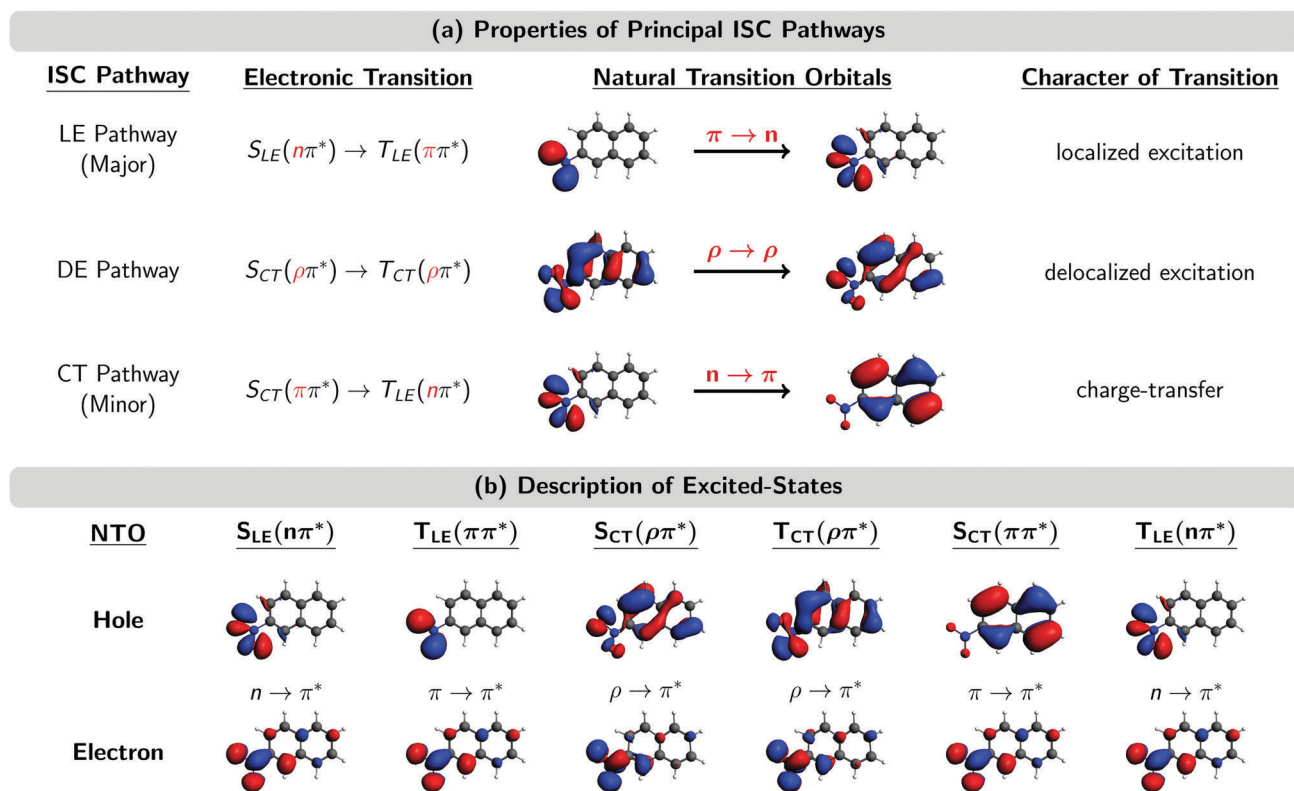 (a) Properties of Principal ISC Pathways
ISC Pathway Electronic Transition Natural Transition Orbitals Character of Transition
LE Pathway
(Major)
S_LE(nπ*) → T_LE(ππ*)
π → n
localized excitation
DE Pathway
S_CT(ρπ*) → T_CT(ρπ*)
ρ → ρ
delocalized excitation
CT Pathway
(Minor)
S_CT(ππ*) → T_LE(nπ*)
n → π
charge-transfer
(b) Description of Excited-States
NTO S_LE(nπ*) T_LE(ππ*) S_CT(ρπ*) T_CT(ρπ*) S_CT(ππ*) T_LE(nπ*)
Hole
n → π* π → π* ρ → π* ρ → π* π → π* n → π*
Electron